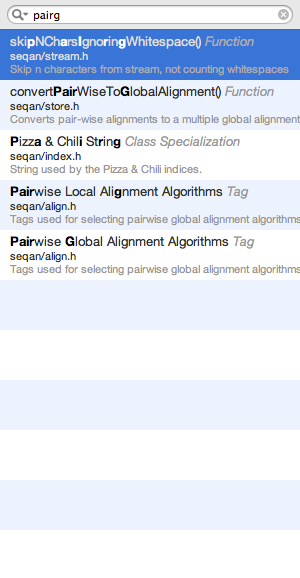 pairg
skipNCharsIgnoringWhitespace() Function
seqan/stream.h
Skip n characters from stream, not counting whitespaces
convertPairWiseToGlobalAlignment() Function
seqan/store.h
Converts pair-wise alignments to a multiple global alignment
Pizza & Chili String Class Specialization
seqan/index.h
String used by the Pizza & Chili indices.
Pairwise Local Alignment Algorithms Tag
seqan/align.h
Tags used for selecting pairwise global alignment algorithms
Pairwise Global Alignment Algorithms Tag
seqan/align.h
Tags used for selecting pairwise global alignment algorithms